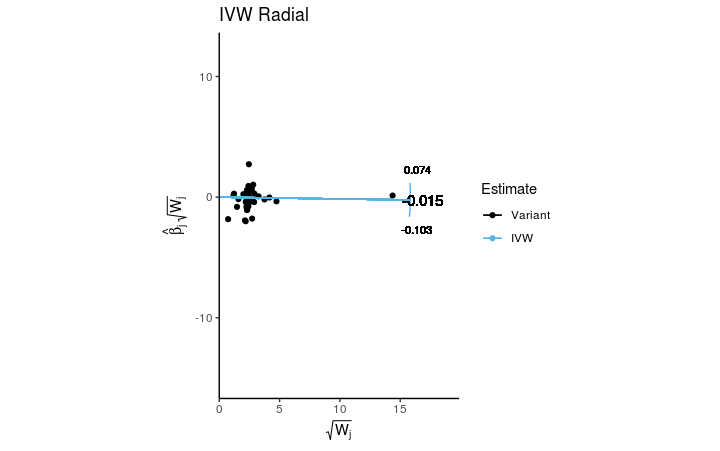 IVW Radial
10
0
-10
β̂j√Wj
0.074
-0.015
-0.103
0
5
10
15
√Wj
Estimate
Variant
IVW